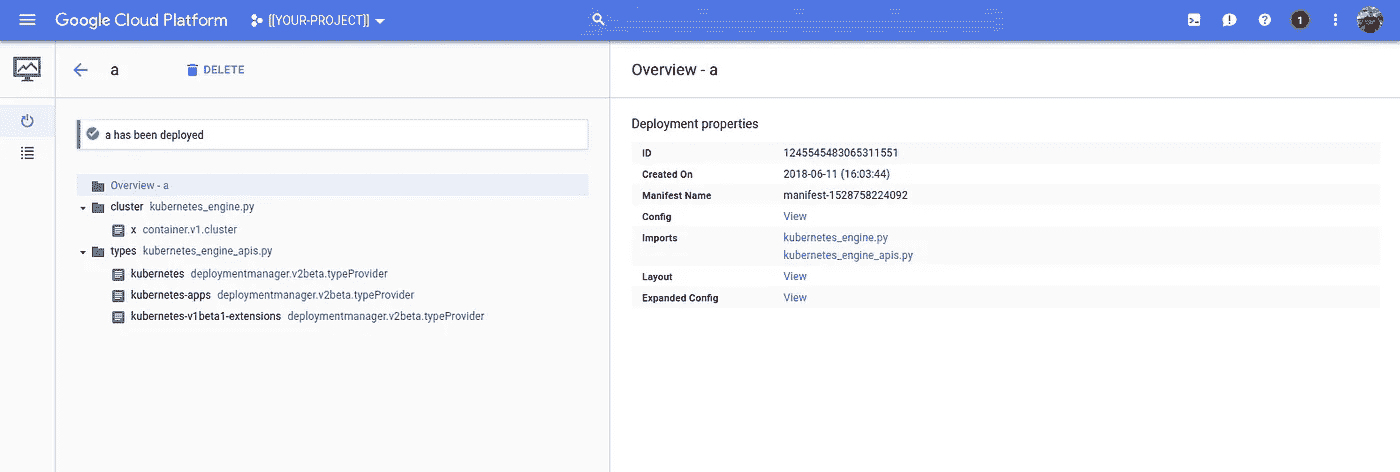 Google Cloud Platform [[YOUR-PROJECT]] 1
a DELETE
a has been deployed
Overview - a
cluster kubernetes_engine.py
x container.v1.cluster
types kubernetes_engine_apis.py
kubernetes deploymentmanager.v2beta.typeProvider
kubernetes-apps deploymentmanager.v2beta.typeProvider
kubernetes-v1beta1-extensions deploymentmanager.v2beta.typeProvider
Overview - a
Deployment properties
ID 1245545483065311551
Created On 2018-06-11 (16:03:44)
Manifest Name manifest-1528758224092
Config View
Imports kubernetes_engine.py
kubernetes_engine_apis.py
Layout View
Expanded Config View